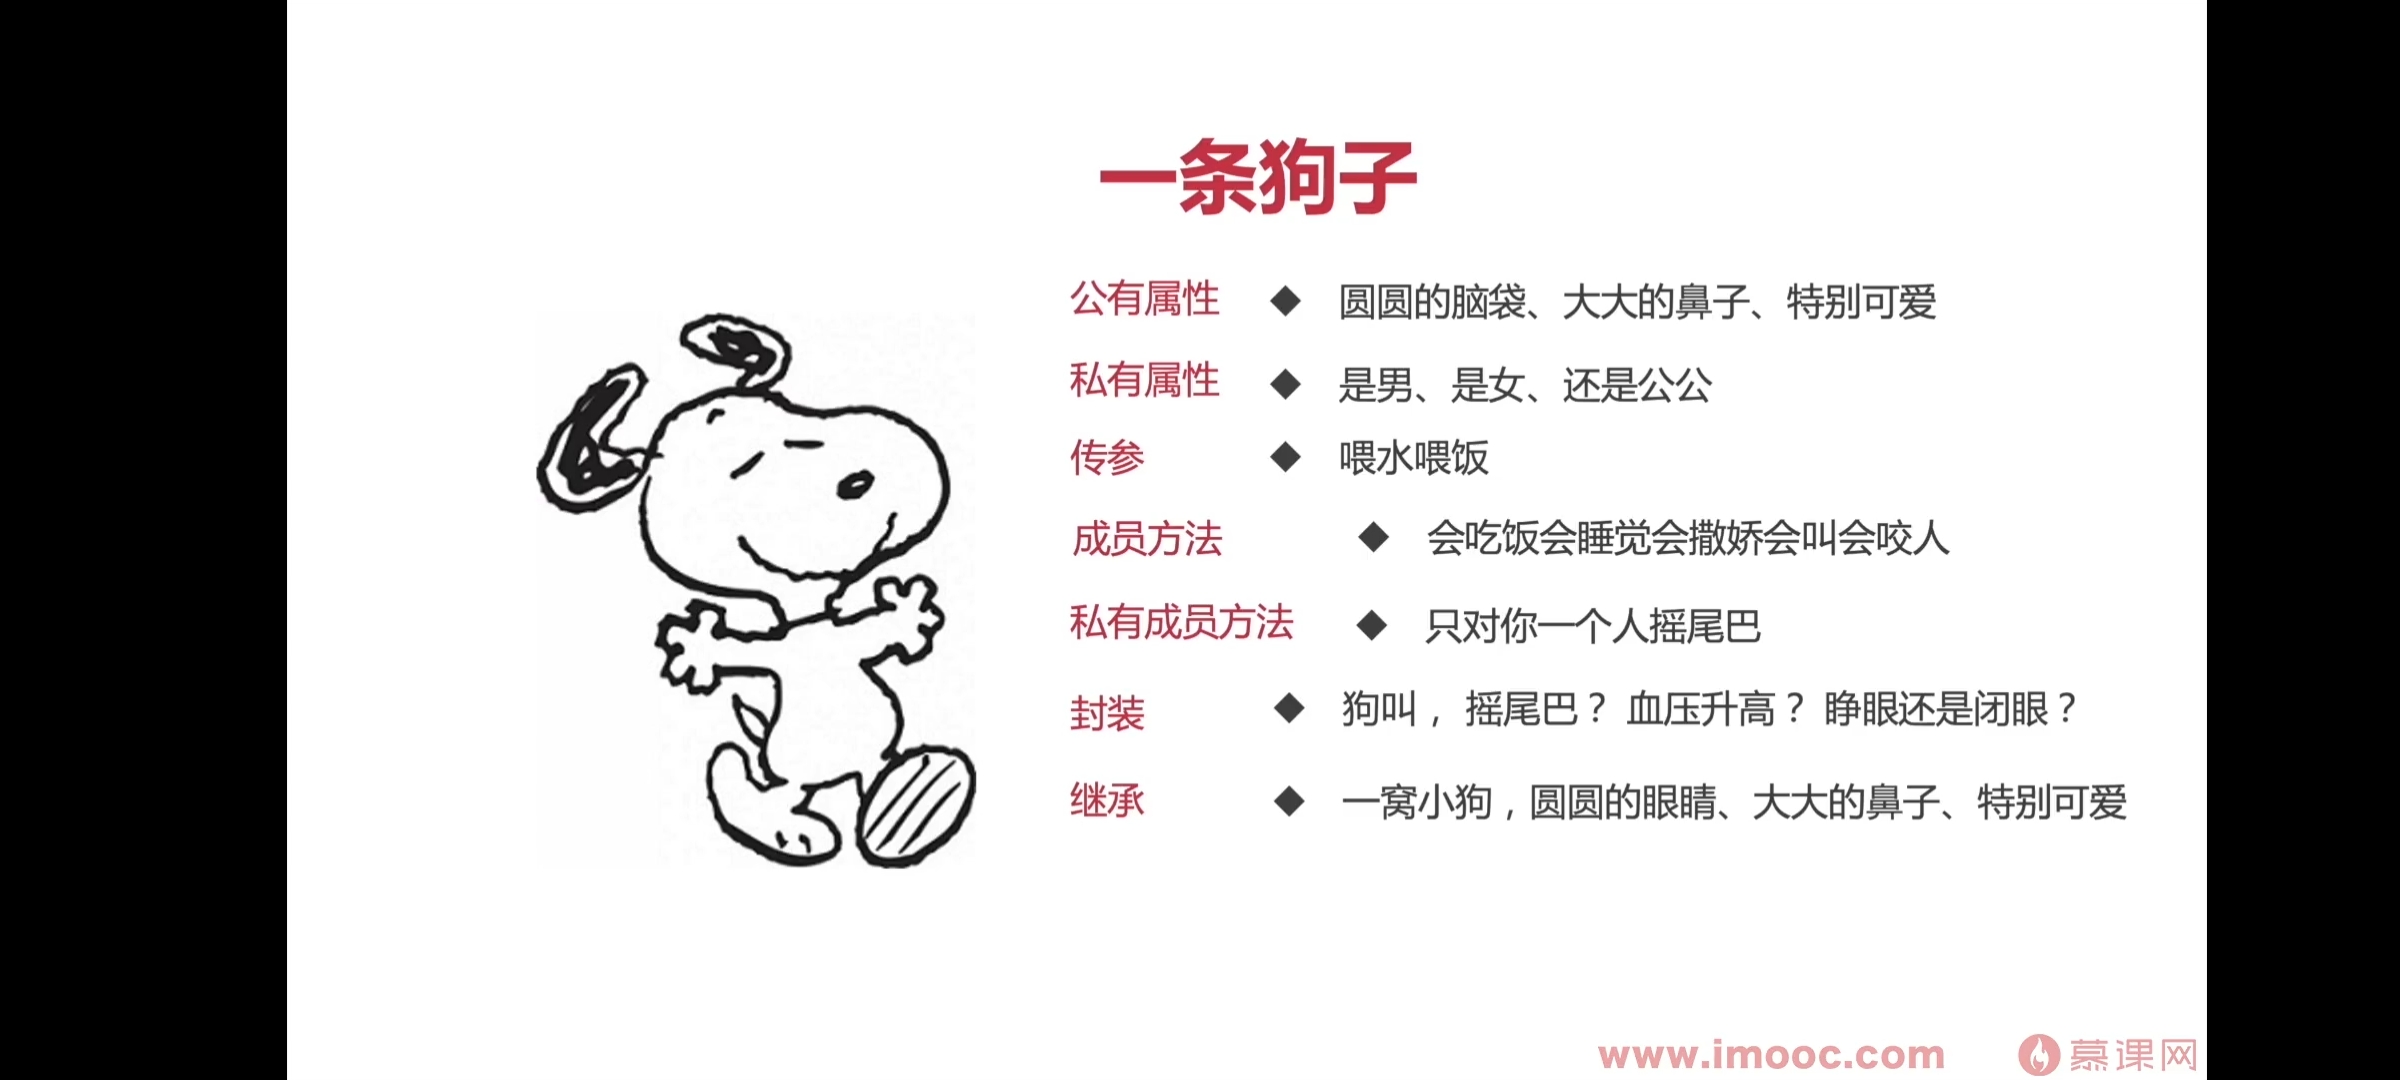 一条狗子
公有属性 ◆ 圆圆的脑袋、大大的鼻子、特别可爱
私有属性 ◆ 是男、是女、还是公公
传参 ◆ 喂水喂饭
成员方法 ◆ 会吃饭会睡觉会撒娇会叫会咬人
私有成员方法 ◆ 只对你一个人摇尾巴
封装 ◆ 狗叫，摇尾巴？血压升高？睁眼还是闭眼？
继承 ◆ 一窝小狗，圆圆的眼睛、大大的鼻子、特别可爱
www.imooc.com 慕课网